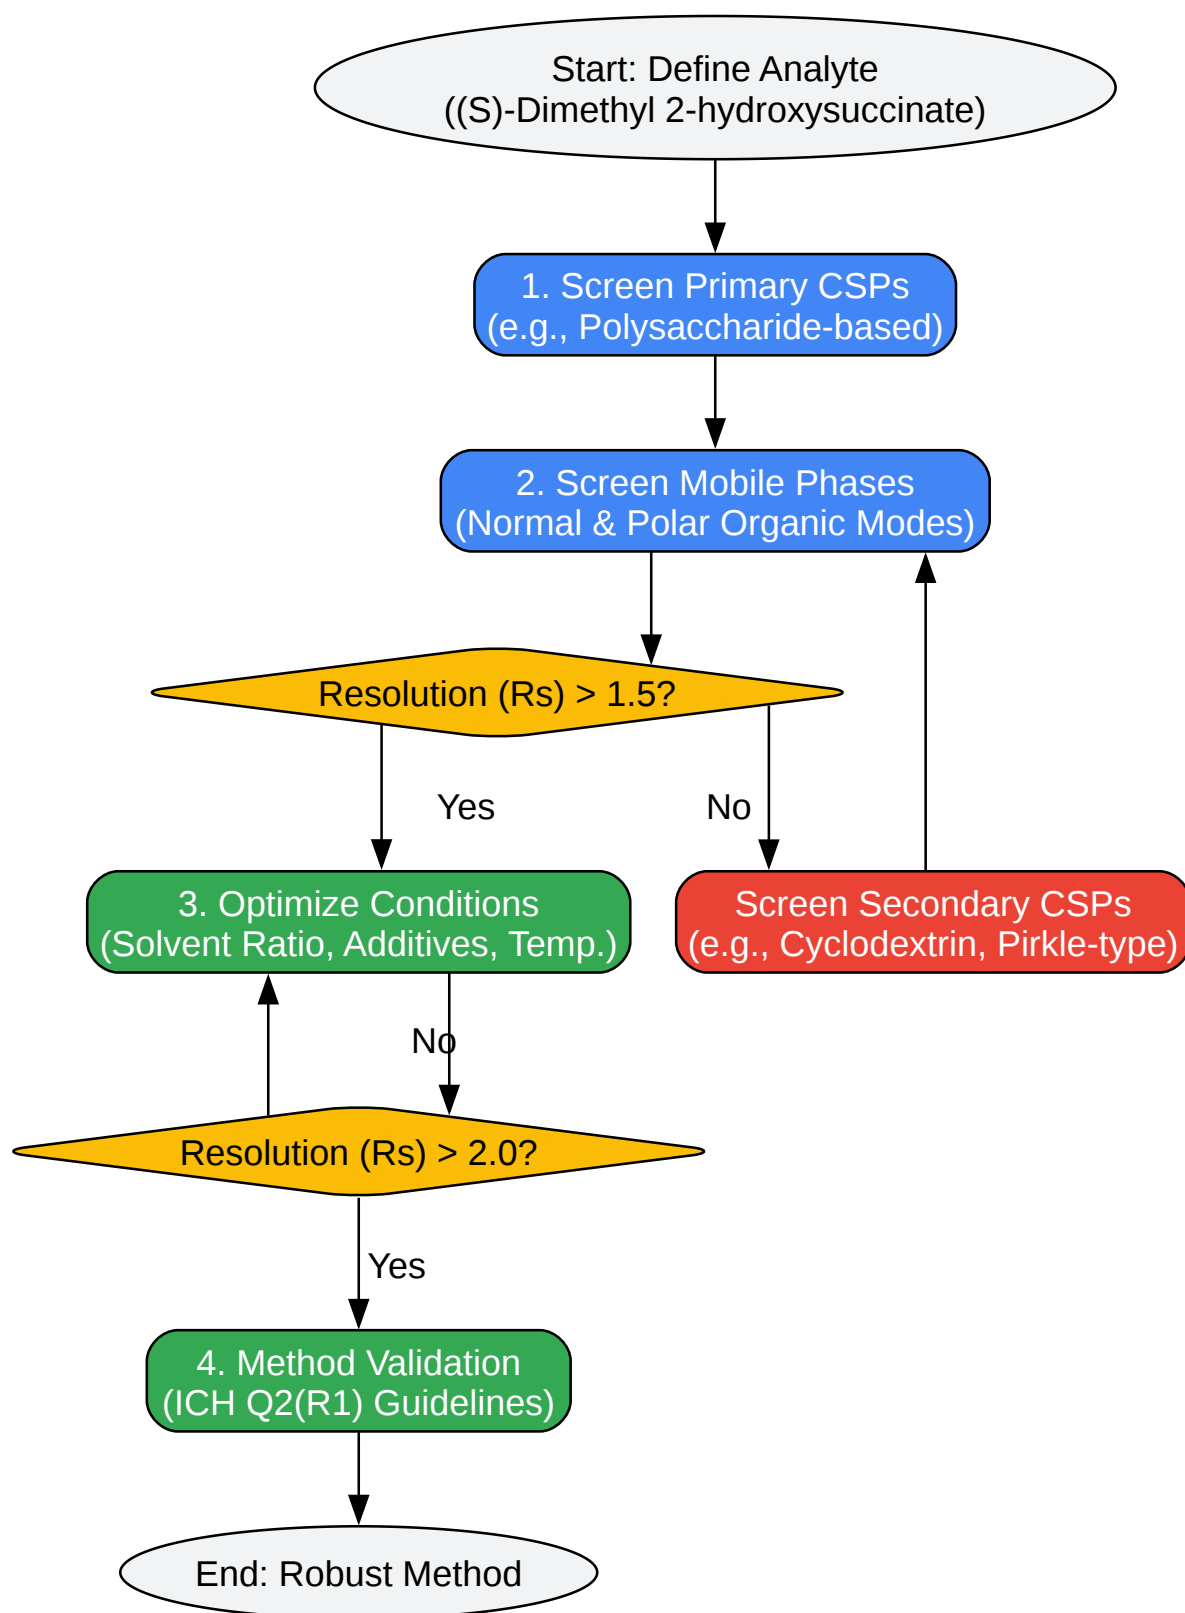 Start: Define Analyte
((S)-Dimethyl 2-hydroxysuccinate)
1. Screen Primary CSPs
(e.g., Polysaccharide-based)
2. Screen Mobile Phases
(Normal & Polar Organic Modes)
Resolution (Rs) > 1.5?
Yes
No
3. Optimize Conditions
(Solvent Ratio, Additives, Temp.)
Screen Secondary CSPs
(e.g., Cyclodextrin, Pirkle-type)
No
Resolution (Rs) > 2.0?
Yes
4. Method Validation
(ICH Q2(R1) Guidelines)
End: Robust Method